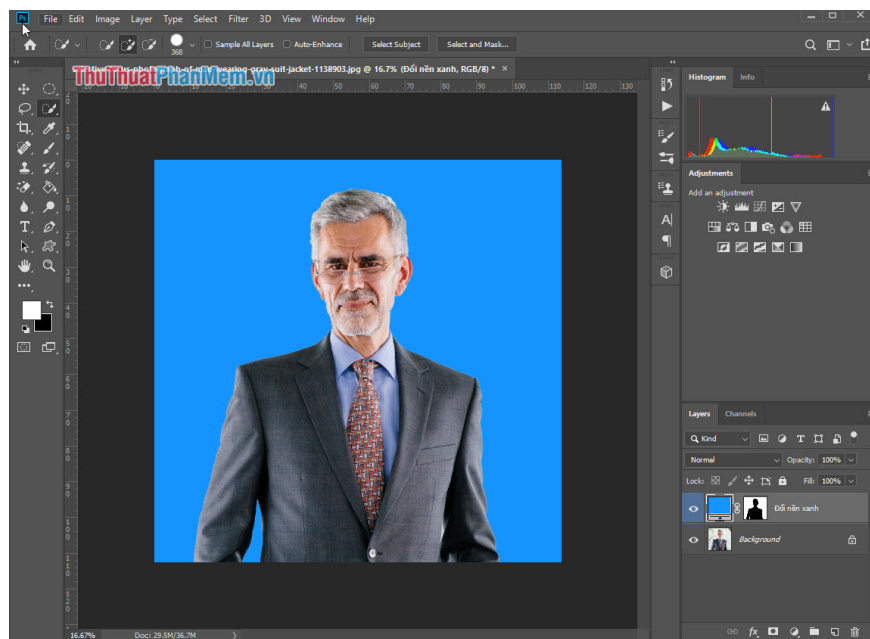 Ps File Edit Image Layer Type Select Filter 3D View Window Help
368 Sample All Layers Auto-Enhance Select Subject Select and Mask...
suit-jacket-1138903.jpg @ 16.7% (Đổi nền xanh, RGB/8) * ×
ThuThuatPhanMem.vn
Histogram Info
Adjustments
Add an adjustment
Layers Channels
Kind
Normal Opacity: 100%
Lock: Fill: 100%
Đổi nền xanh
Background
fx
16.67% Doc: 29.5M/36.7M